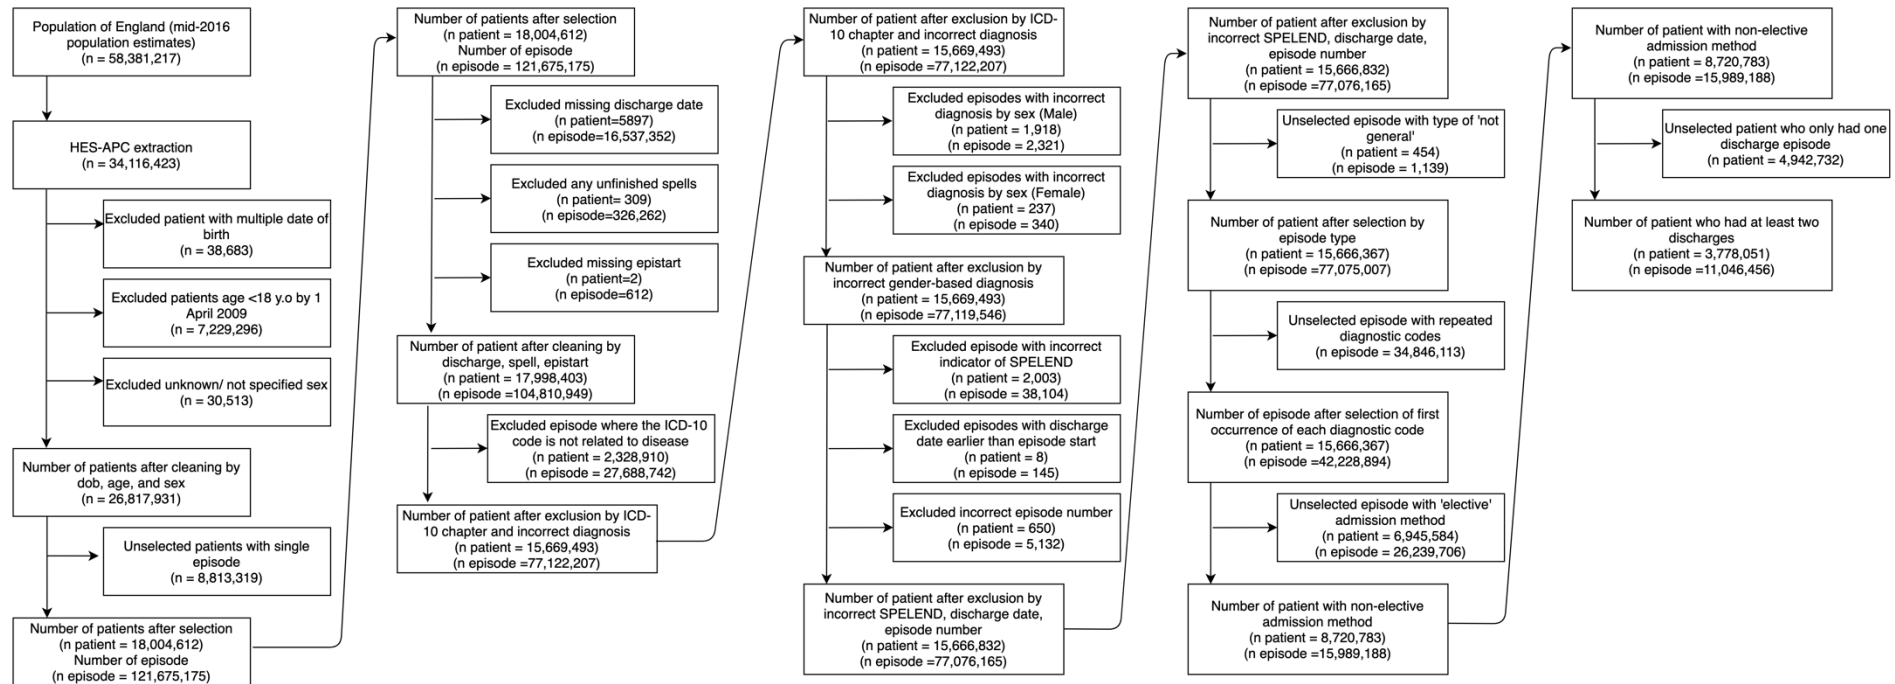 Population of England (mid-2016
population estimates)
(n = 58,381,217)
HES-APC extraction
(n = 34,116,423)
Excluded patient with multiple date of
birth
(n = 38,683)
Excluded patients age <18 y.o by 1
April 2009
(n = 7,229,296)
Excluded unknown/ not specified sex
(n = 30,513)
Number of patients after cleaning by
dob, age, and sex
(n = 26,817,931)
Unselected patients with single
episode
(n = 8,813,319)
Number of patients after selection
(n patient = 18,004,612)
Number of episode
(n episode = 121,675,175)
Number of patients after selection
(n patient = 18,004,612)
Number of episode
(n episode = 121,675,175)
Excluded missing discharge date
(n patient=5897)
(n episode=16,537,352)
Excluded any unfinished spells
(n patient= 309)
(n episode=326,262)
Excluded missing epistart
(n patient=2)
(n episode=612)
Number of patient after cleaning by
discharge, spell, epistart
(n patient = 17,998,403)
(n episode =104,810,949)
Excluded episode where the ICD-10
code is not related to disease
(n patient = 2,328,910)
(n episode = 27,688,742)
Number of patient after exclusion by ICD-
10 chapter and incorrect diagnosis
(n patient = 15,669,493)
(n episode =77,122,207)
Number of patient after exclusion by ICD-
10 chapter and incorrect diagnosis
(n patient = 15,669,493)
(n episode =77,122,207)
Excluded episodes with incorrect
diagnosis by sex (Male)
(n patient = 1,918)
(n episode = 2,321)
Excluded episodes with incorrect
diagnosis by sex (Female)
(n patient = 237)
(n episode = 340)
Number of patient after exclusion by
incorrect gender-based diagnosis
(n patient = 15,669,493)
(n episode =77,119,546)
Excluded episode with incorrect
indicator of SPELEND
(n patient = 2,003)
(n episode = 38,104)
Excluded episodes with discharge
date earlier than episode start
(n patient = 8)
(n episode = 145)
Excluded incorrect episode number
(n patient = 650)
(n episode = 5,132)
Number of patient after exclusion by
incorrect SPELEND, discharge date,
episode number
(n patient = 15,666,832)
(n episode =77,076,165)
Number of patient after exclusion by
incorrect SPELEND, discharge date,
episode number
(n patient = 15,666,832)
(n episode =77,076,165)
Unselected episode with type of 'not
general'
(n patient = 454)
(n episode = 1,139)
Number of patient after selection by
episode type
(n patient = 15,666,367)
(n episode =77,075,007)
Unselected episode with repeated
diagnostic codes
(n episode = 34,846,113)
Number of episode after selection of first
occurrence of each diagnostic code
(n patient = 15,666,367)
(n episode =42,228,894)
Unselected episode with 'elective'
admission method
(n patient = 6,945,584)
(n episode = 26,239,706)
Number of patient with non-elective
admission method
(n patient = 8,720,783)
(n episode =15,989,188)
Number of patient with non-elective
admission method
(n patient = 8,720,783)
(n episode =15,989,188)
Unselected patient who only had one
discharge episode
(n patient = 4,942,732)
Number of patient who had at least two
discharges
(n patient = 3,778,051)
(n episode =11,046,456)